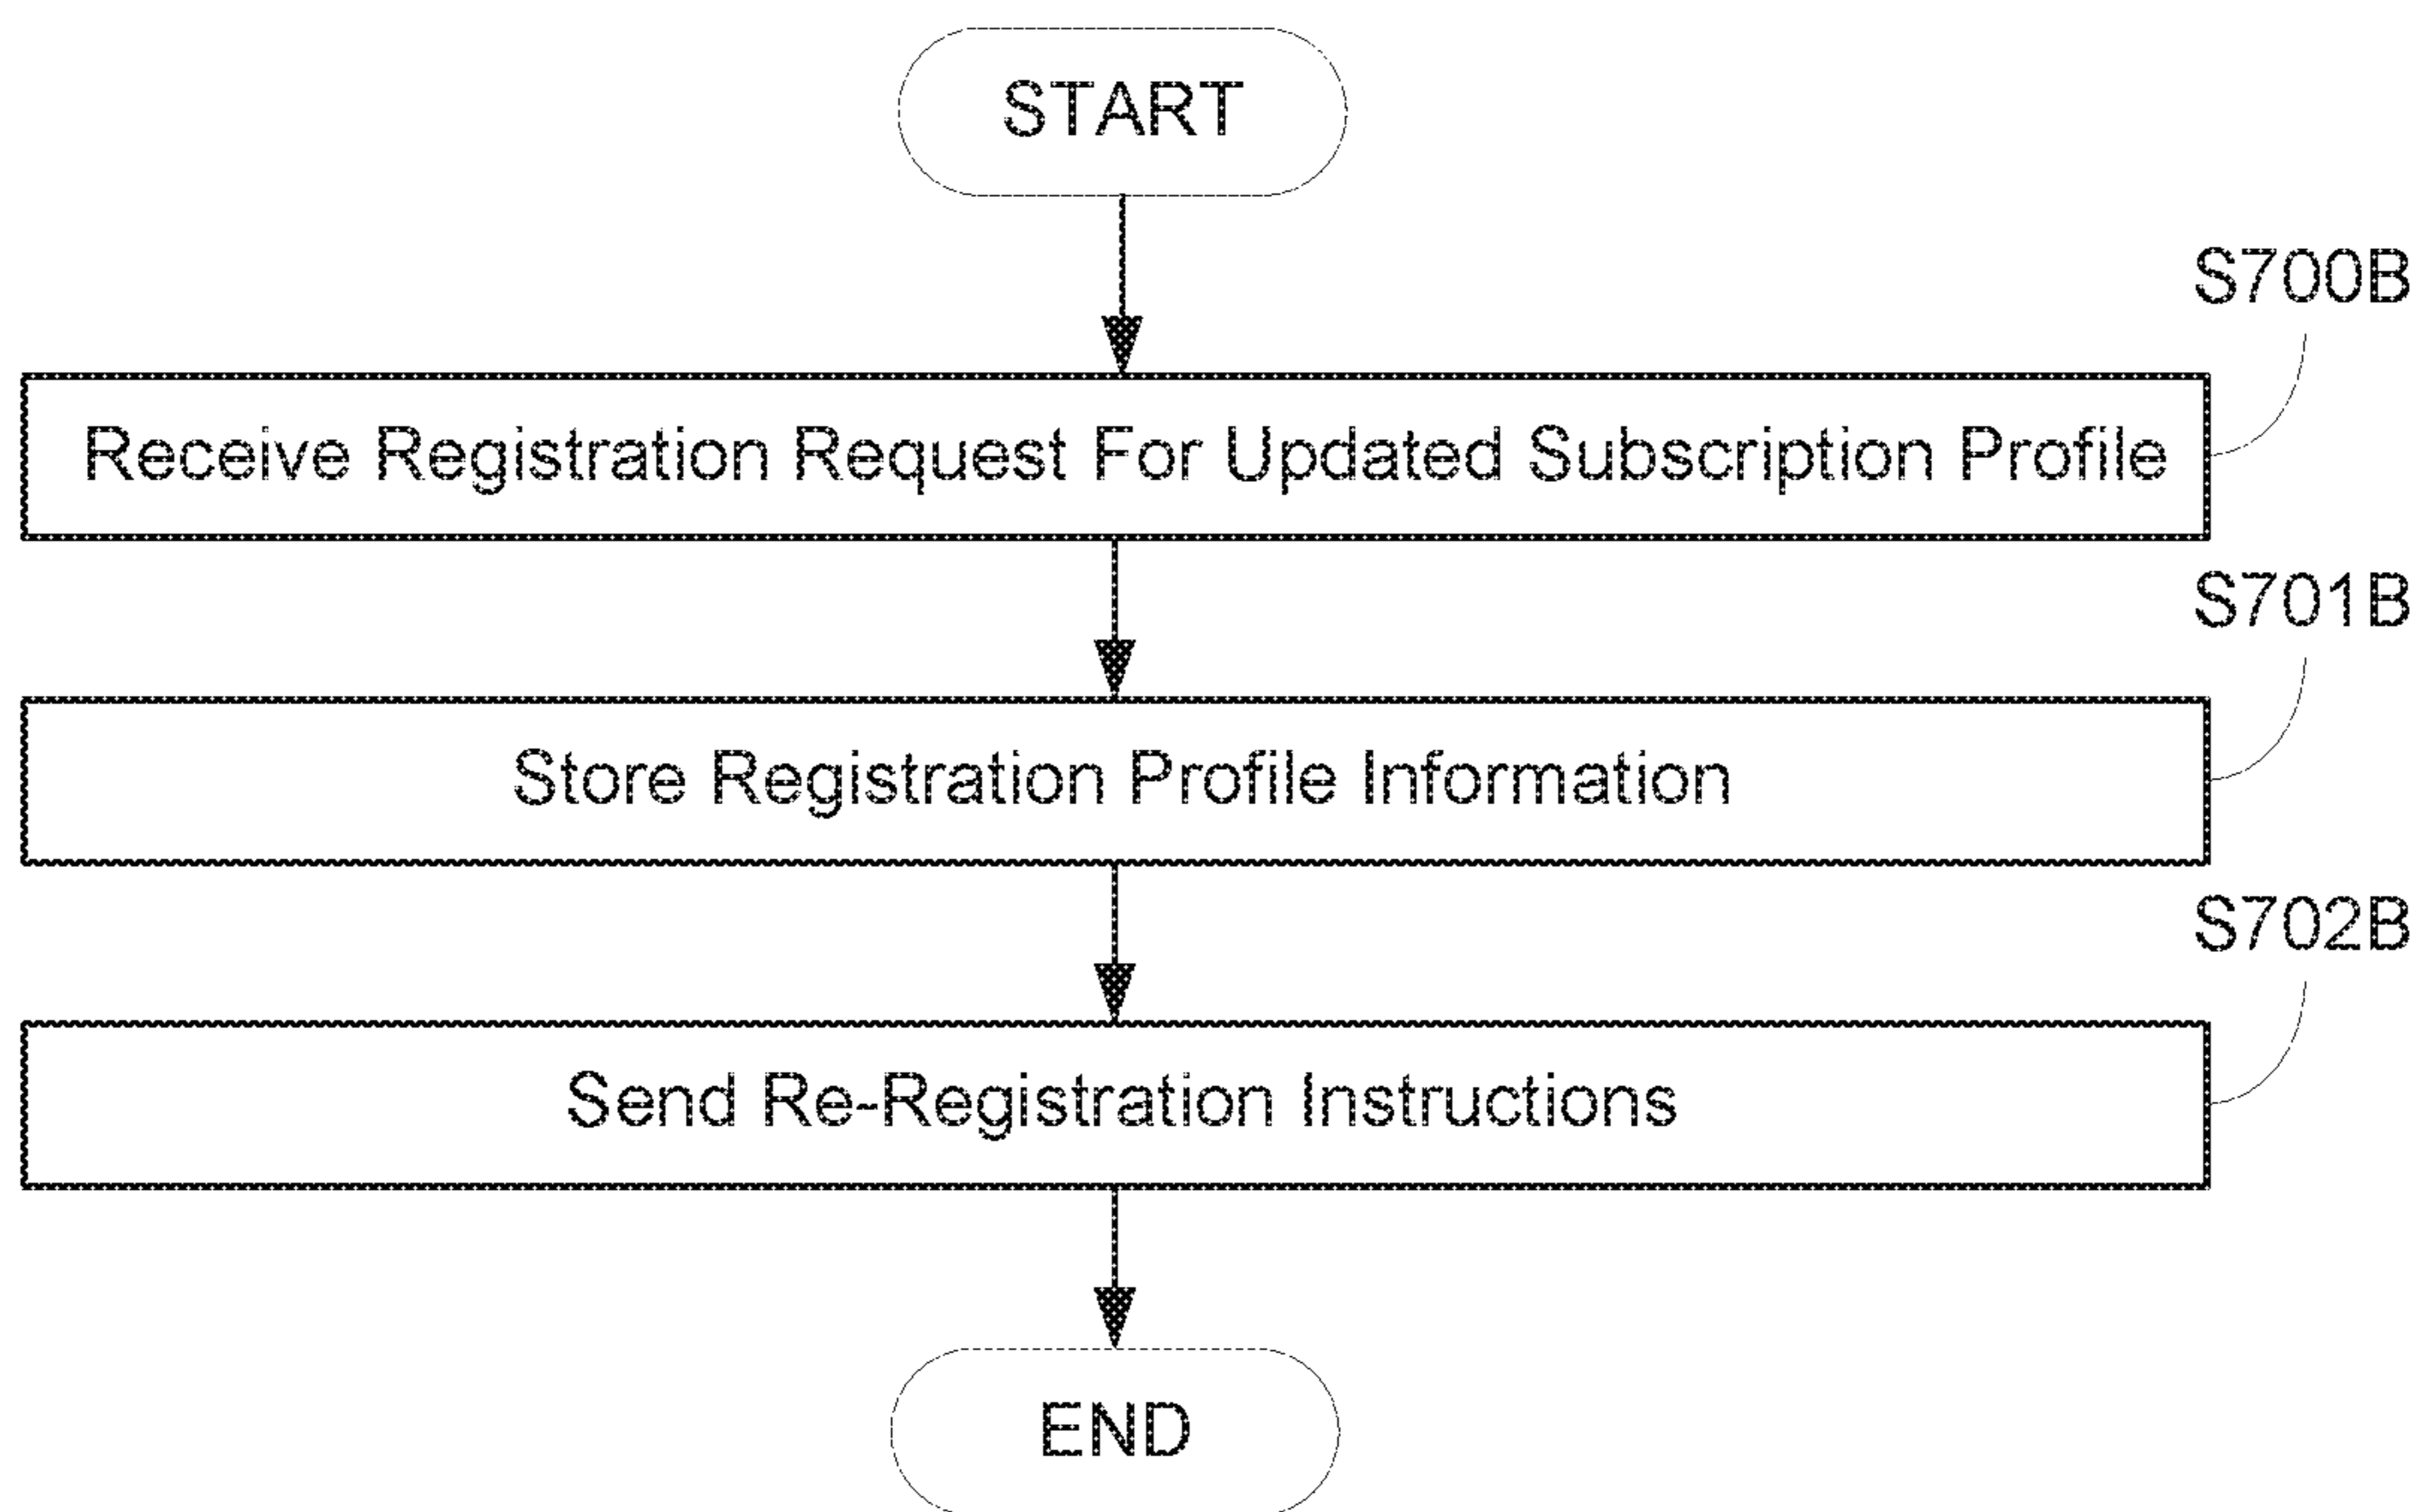 START
S700B
Receive Registration Request For Updated Subscription Profile
S701B
Store Registration Profile Information
S702B
Send Re-Registration Instructions
END